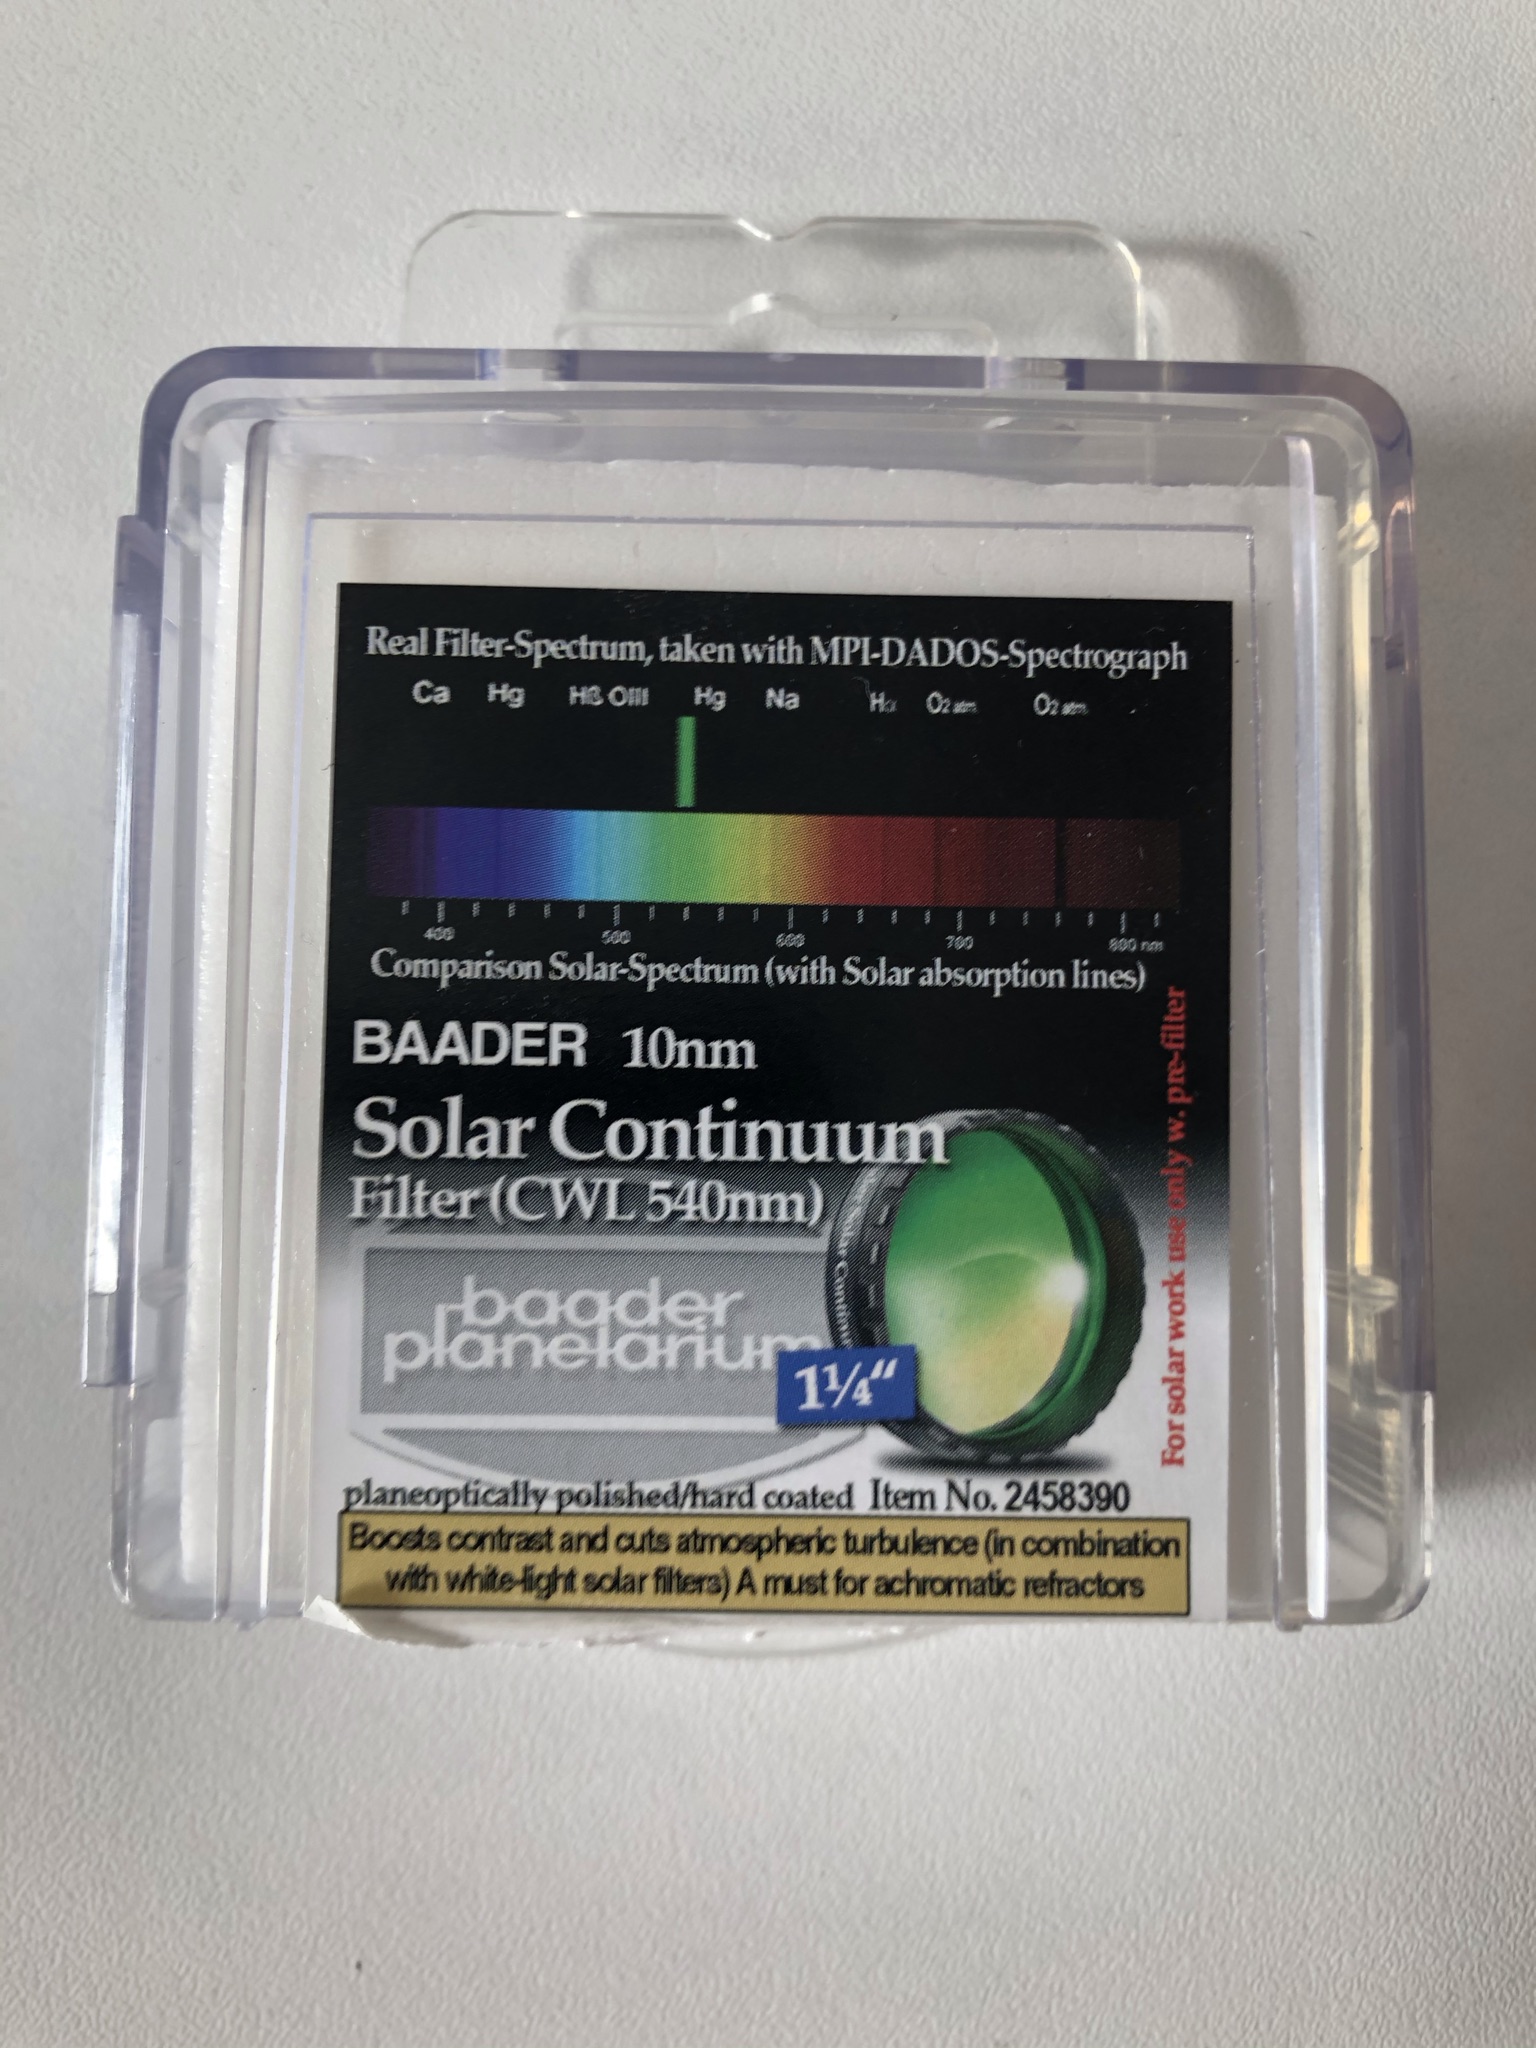 Real Filter-Spectrum, taken with MPI-DADOS-Spectrograph
Ca Hg Hß OIII Hg Na Hα O2 atm. O2 atm.
400 500 600 700 800 nm
Comparison Solar-Spectrum (with Solar absorption lines)
BAADER 10nm
Solar Continuum
Filter (CWL 540nm)
baader
planetarium
1¼“
For solar work use only w. pre-filter
planeoptically polished/hard coated Item No. 2458390
Boosts contrast and cuts atmospheric turbulence (in combination
with white-light solar filters) A must for achromatic refractors